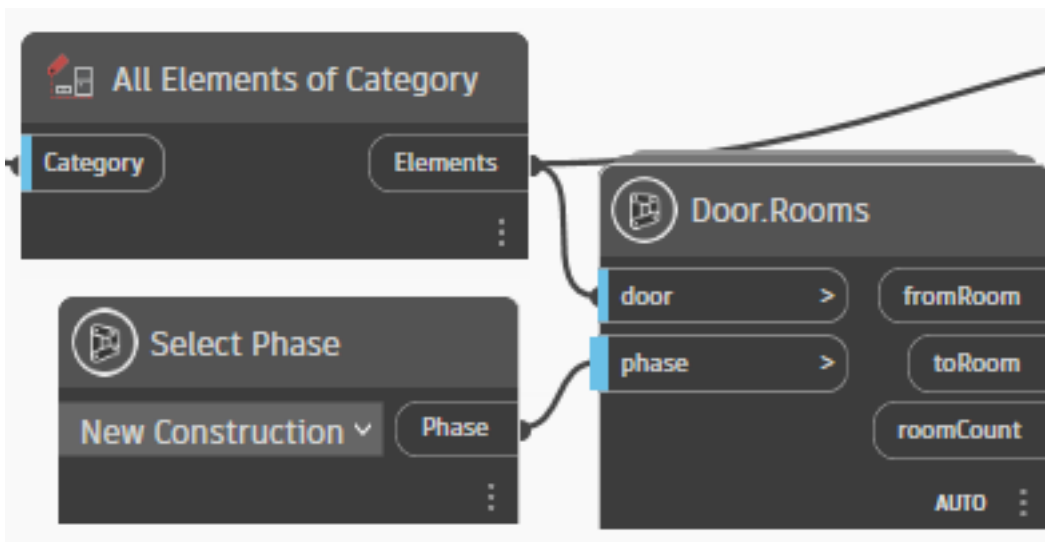 All Elements of Category
Category
Elements
Door.Rooms
door >
fromRoom
Select Phase
phase >
toRoom
New Construction
Phase
roomCount
AUTO